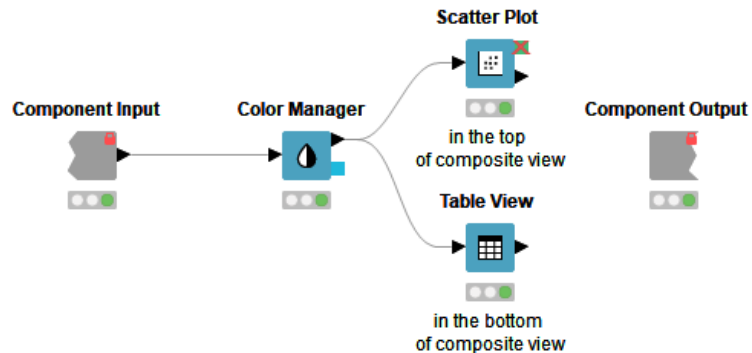 Scatter Plot
Component Input
Color Manager
Component Output
in the top
of composite view
Table View
in the bottom
of composite view